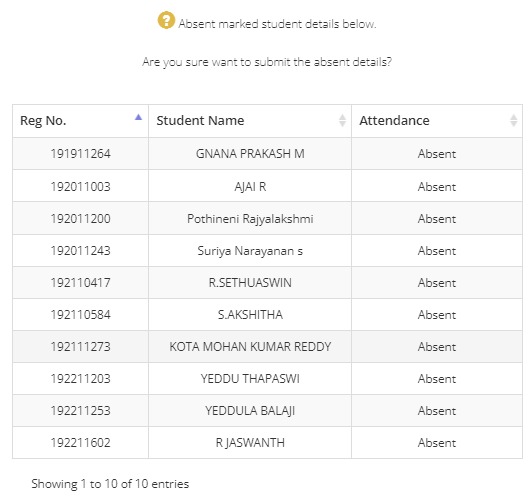 Absent marked student details below.
Are you sure want to submit the absent details?
Reg No. Student Name Attendance
191911264 GNANA PRAKASH M Absent
192011003 AJAI R Absent
192011200 Pothineni Rajyalakshmi Absent
192011243 Suriya Narayanan s Absent
192110417 R.SETHUASWIN Absent
192110584 S.AKSHITHA Absent
192111273 KOTA MOHAN KUMAR REDDY Absent
192211203 YEDDU THAPASWI Absent
192211253 YEDDULA BALAJI Absent
192211602 R JASWANTH Absent
Showing 1 to 10 of 10 entries